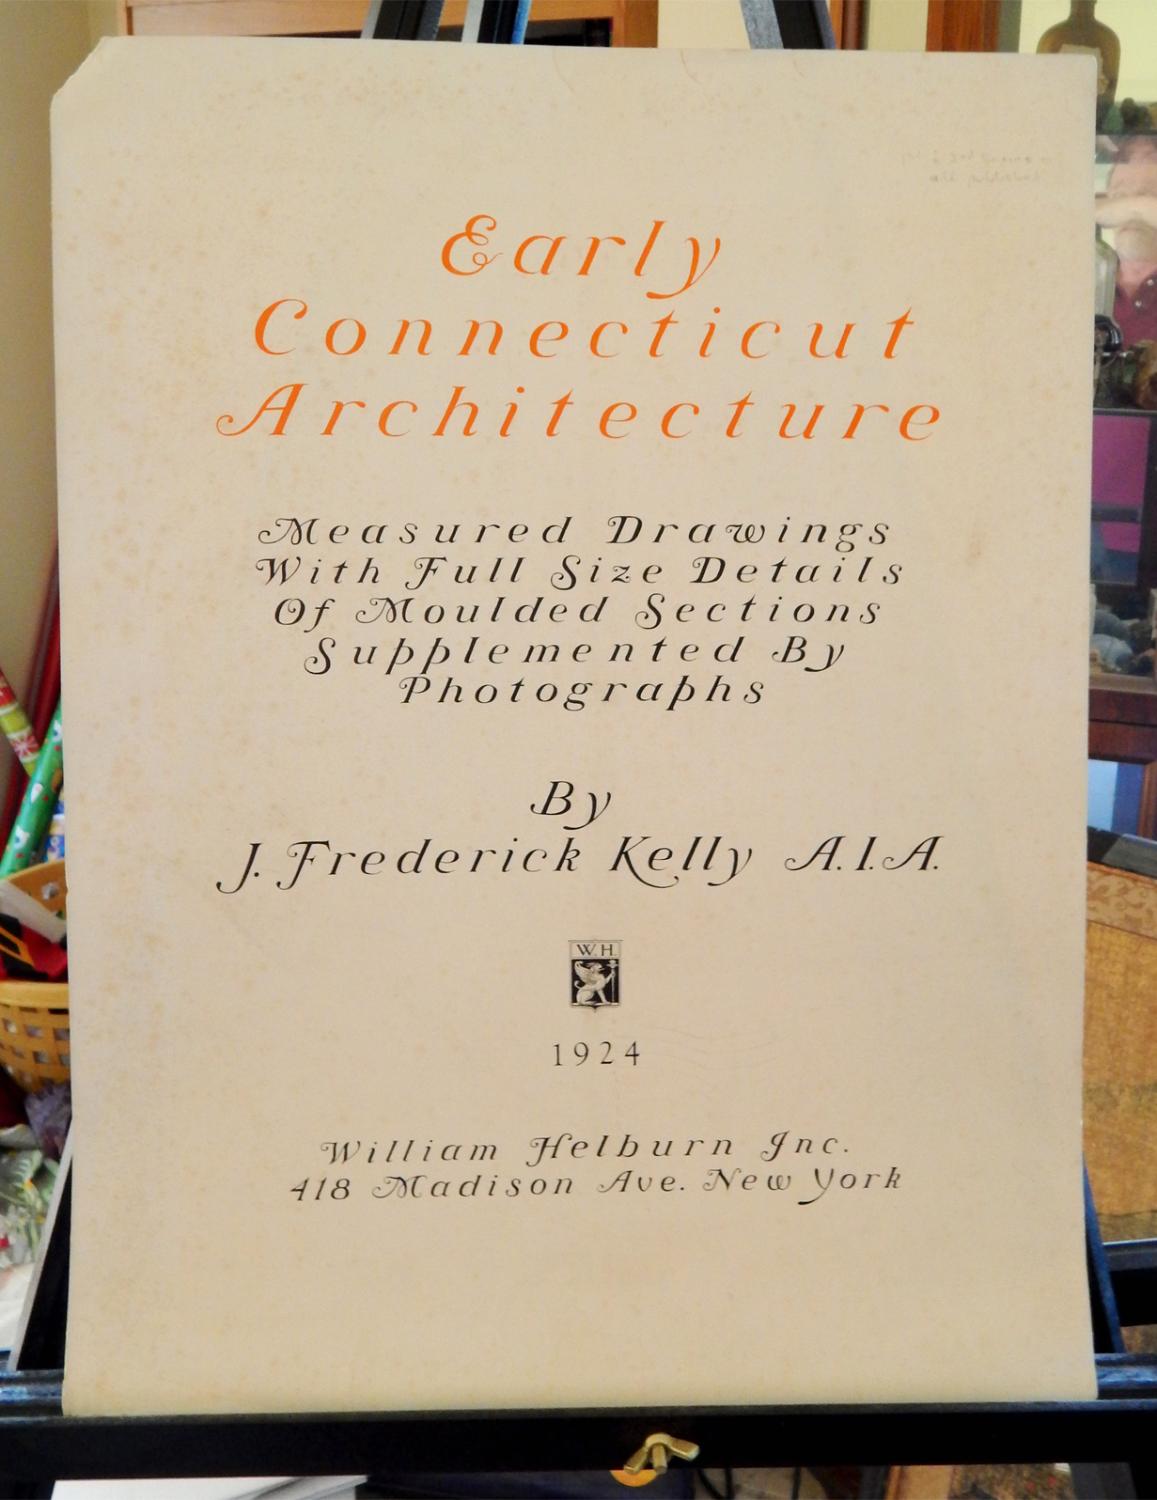 Early
Connecticut
Architecture
Measured Drawings
With Full Size Details
Of Moulded Sections
Supplemented By
Photographs
By
J. Frederick Kelly A.I.A.
W.H.
1924
William Helburn Inc.
418 Madison Ave. New York